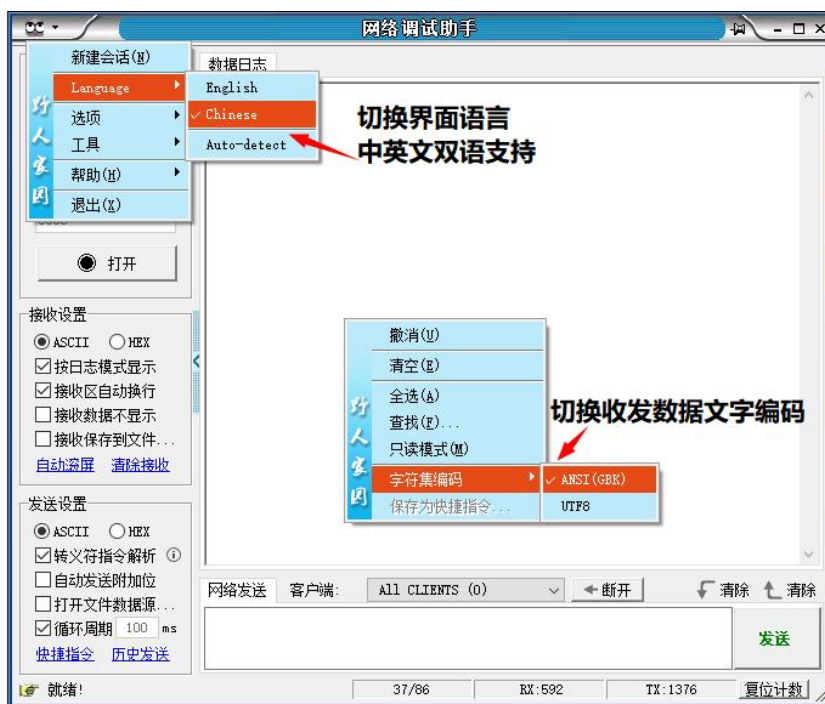 网络调试助手
新建会话(N)
Language
选项
工具
帮助(H)
退出(X)
野人家园
English
Chinese
Auto-detect
数据日志
切换界面语言
中英文双语支持
打开
接收设置
ASCII HEX
按日志模式显示
接收区自动换行
接收数据不显示
接收保存到文件...
自动滚屏 清除接收
发送设置
ASCII HEX
转义符指令解析
自动发送附加位
打开文件数据源...
循环周期 100 ms
快捷指令 历史发送
撤消(U)
清空(E)
全选(A)
查找(F)...
只读模式(M)
字符集编码
保存为快捷指令...
野人家园
ANSI(GBK)
UTF8
切换收发数据文字编码
网络发送 客户端: All CLIENTS (0) 断开 清除 清除
发送
就绪! 37/86 RX:592 TX:1376 复位计数